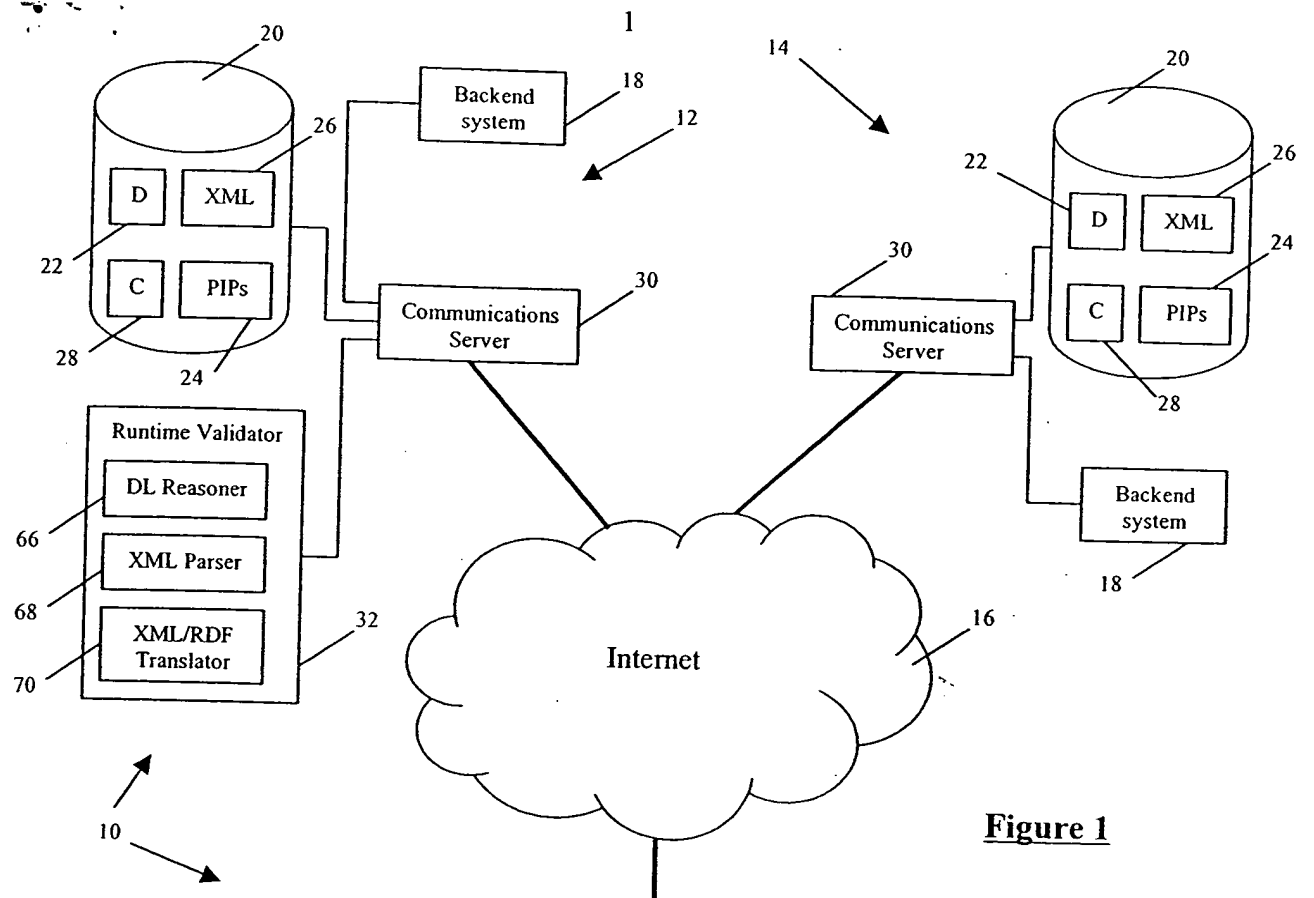 1
20
Backend
system
18
12
14
20
26
D
XML
22
C
PIPs
28
24
Communications
Server
30
30
Communications
Server
22
26
D
XML
24
C
PIPs
28
Runtime Validator
DL Reasoner
66
XML Parser
68
XML/RDF
Translator
70
32
Backend
system
18
Internet
16
10
Figure 1